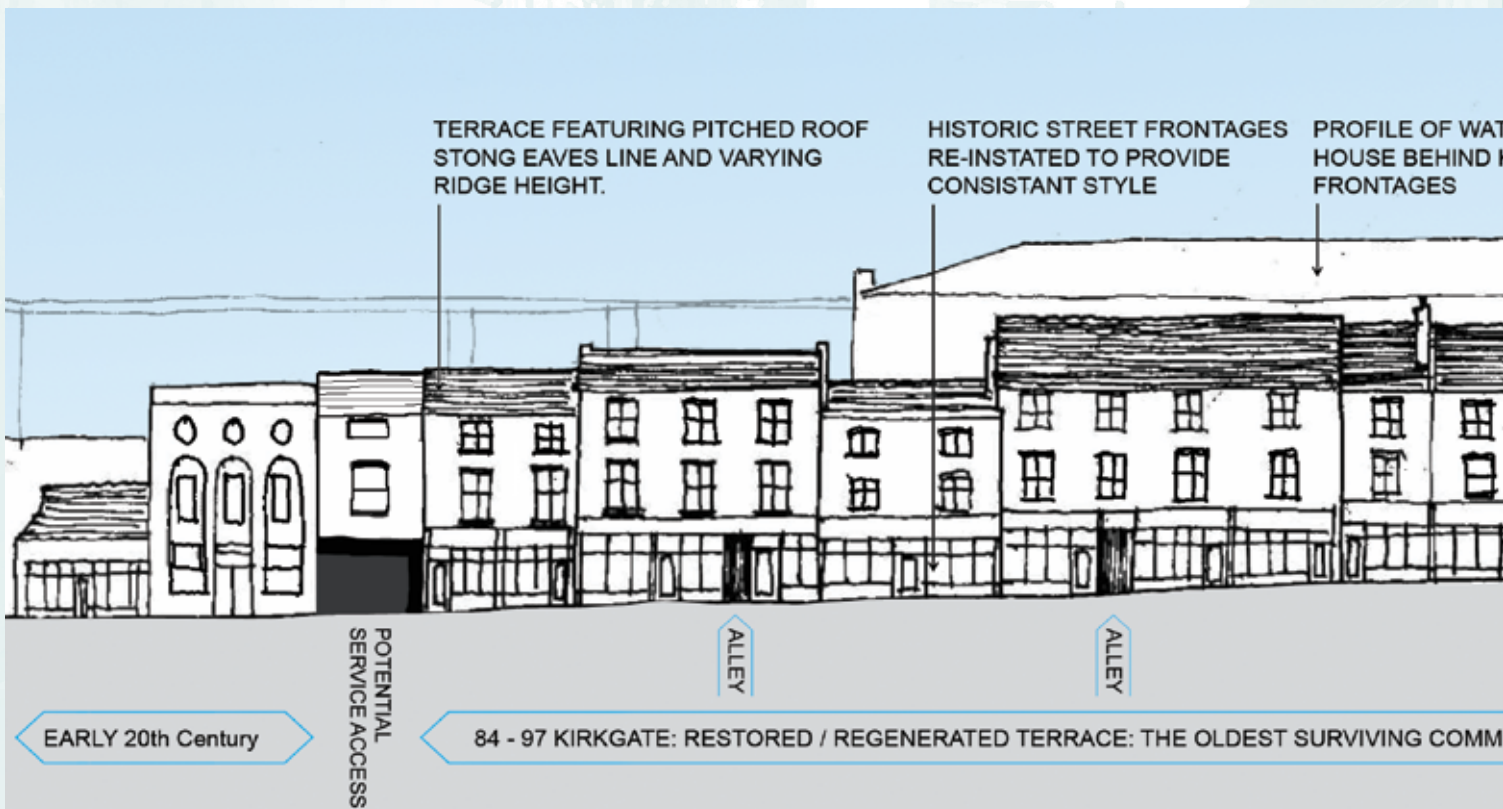 TERRACE FEATURING PITCHED ROOF
STONG EAVES LINE AND VARYING
RIDGE HEIGHT.
HISTORIC STREET FRONTAGES
RE-INSTATED TO PROVIDE
CONSISTANT STYLE
PROFILE OF WAT
HOUSE BEHIND H
FRONTAGES
POTENTIAL
SERVICE ACCESS
ALLEY
ALLEY
EARLY 20th Century
84 - 97 KIRKGATE: RESTORED / REGENERATED TERRACE: THE OLDEST SURVIVING COMM